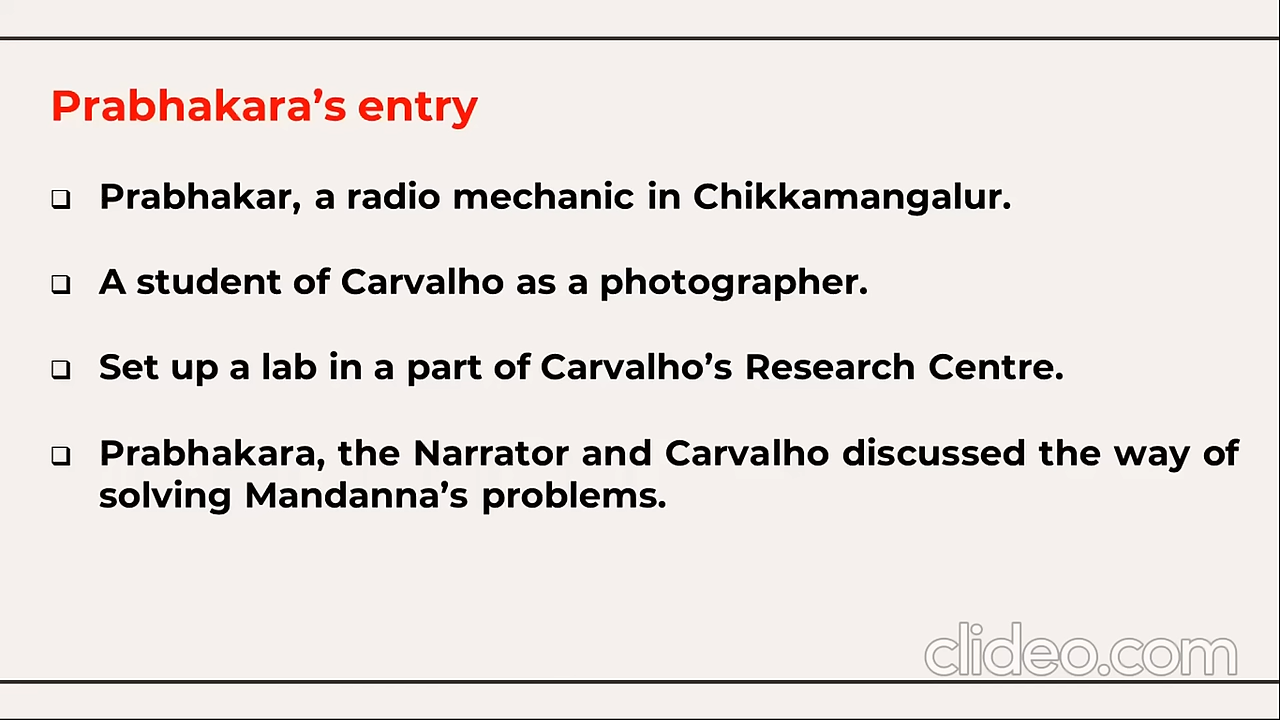 Prabhakara’s entry
❑ Prabhakar, a radio mechanic in Chikkamangalur.
❑ A student of Carvalho as a photographer.
❑ Set up a lab in a part of Carvalho’s Research Centre.
❑ Prabhakara, the Narrator and Carvalho discussed the way of
solving Mandanna’s problems.
clideo.com